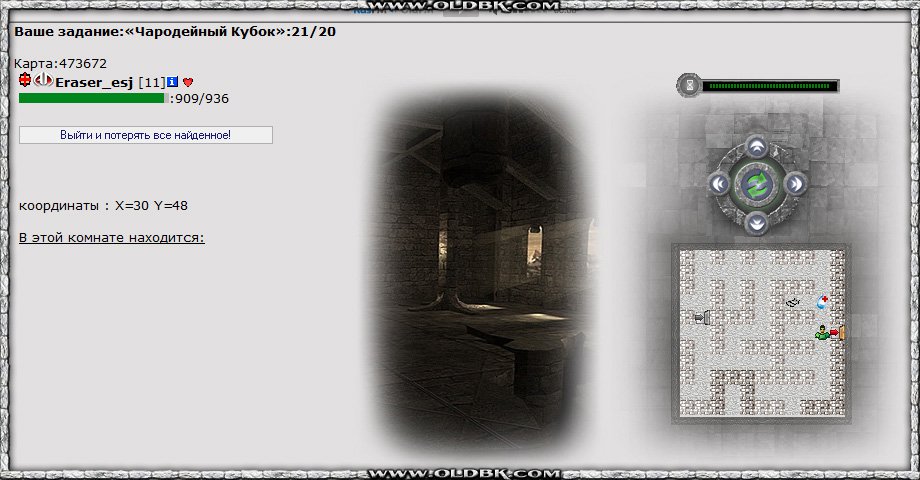 www.OLDBK.com
Ваше задание:«Чародейный Кубок»:21/20
Карта:473672
Eraser_esj [11]
:909/936
Выйти и потерять все найденное!
координаты : X=30 Y=48
В этой комнате находится:
www.OLDBK.com